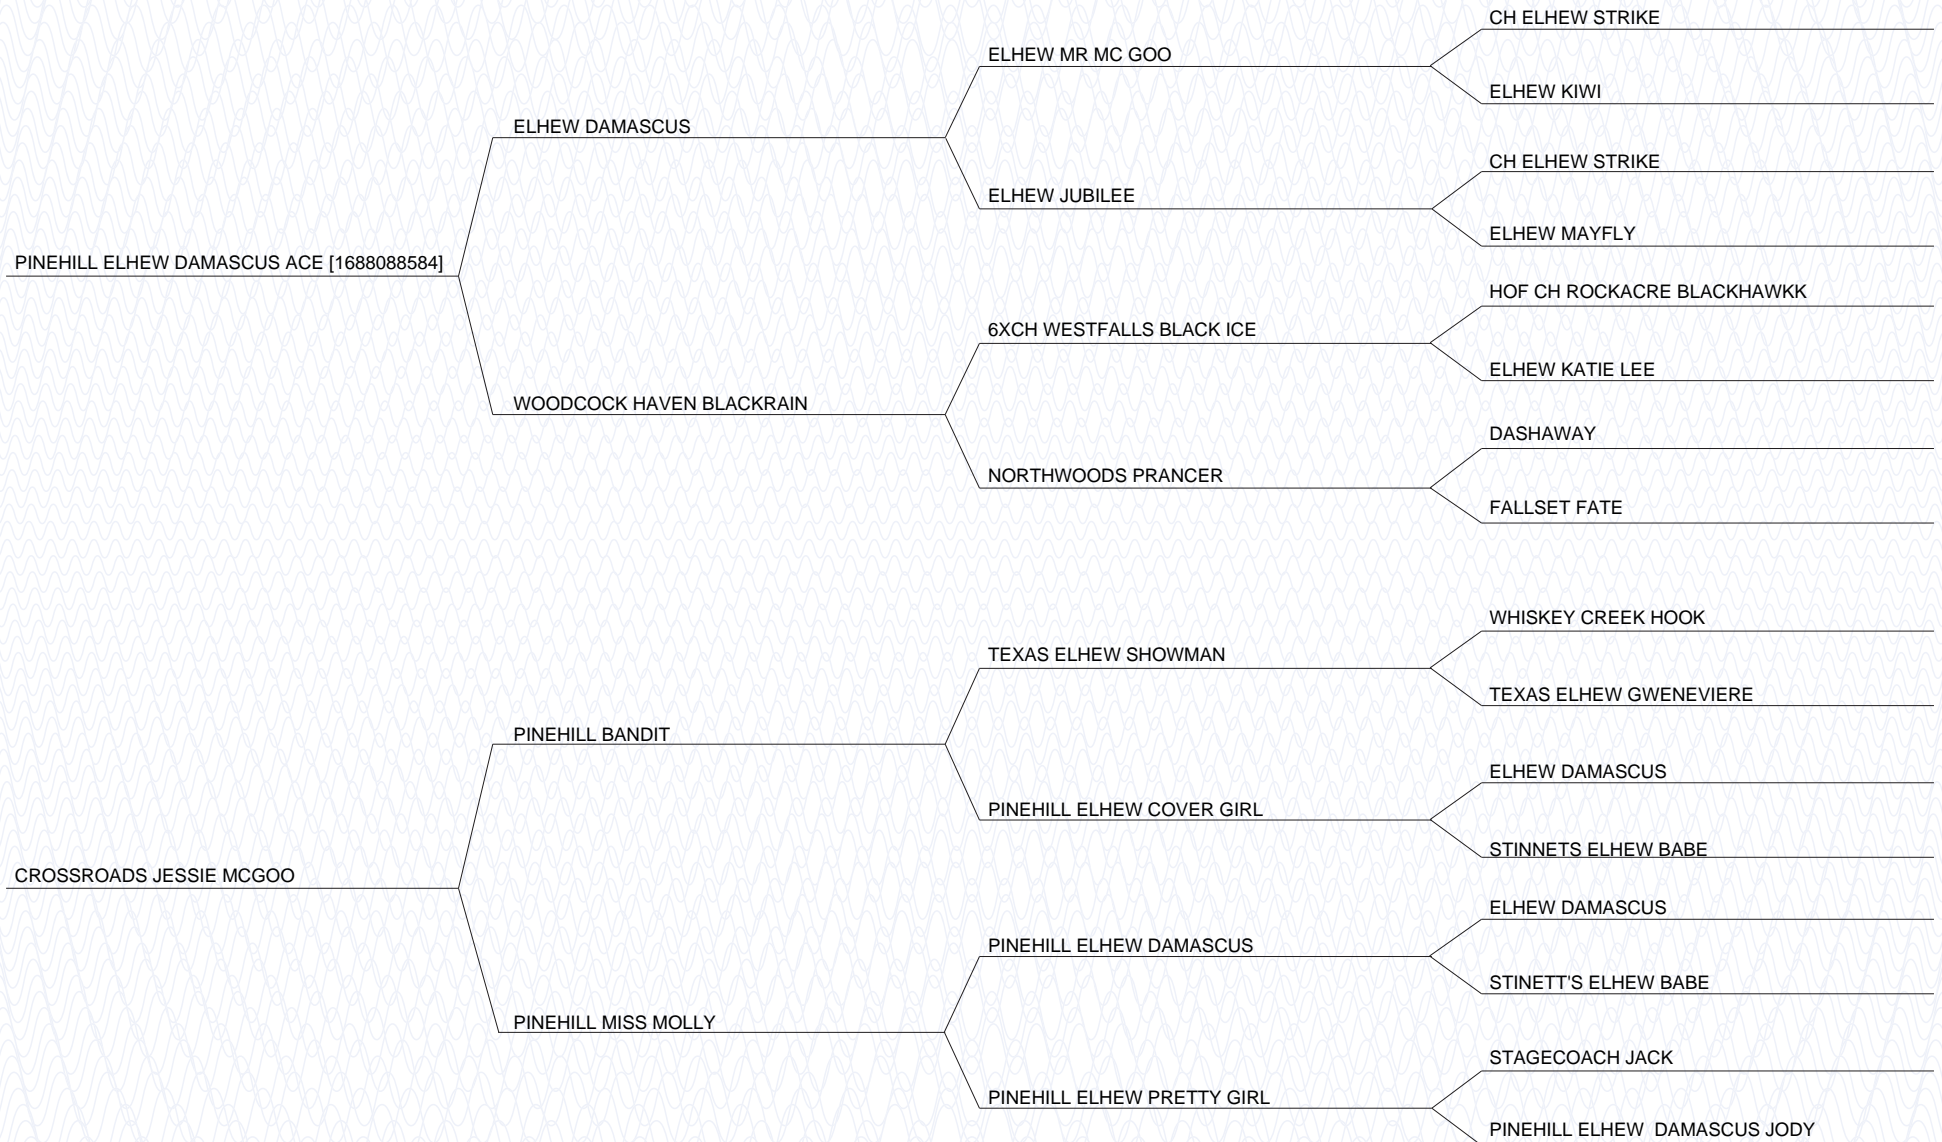 CH ELHEW STRIKE
ELHEW MR MC GOO
ELHEW KIWI
ELHEW DAMASCUS
CH ELHEW STRIKE
ELHEW JUBILEE
ELHEW MAYFLY
PINEHILL ELHEW DAMASCUS ACE [1688088584]
HOF CH ROCKACRE BLACKHAWKK
6XCH WESTFALLS BLACK ICE
ELHEW KATIE LEE
WOODCOCK HAVEN BLACKRAIN
DASHAWAY
NORTHWOODS PRANCER
FALLSET FATE
WHISKEY CREEK HOOK
TEXAS ELHEW SHOWMAN
TEXAS ELHEW GWENEVIERE
PINEHILL BANDIT
ELHEW DAMASCUS
PINEHILL ELHEW COVER GIRL
STINNETS ELHEW BABE
CROSSROADS JESSIE MCGOO
ELHEW DAMASCUS
PINEHILL ELHEW DAMASCUS
STINETT'S ELHEW BABE
PINEHILL MISS MOLLY
STAGECOACH JACK
PINEHILL ELHEW PRETTY GIRL
PINEHILL ELHEW  DAMASCUS JODY